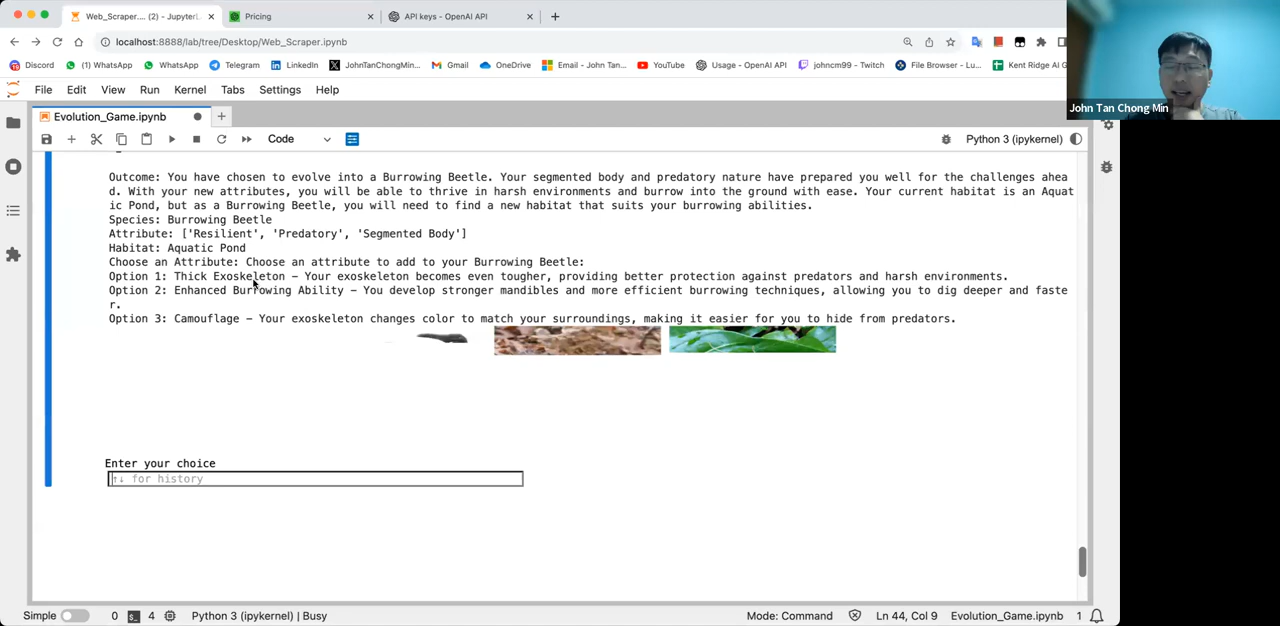 Web_Scraper.... (2) - JupyterL
Pricing
API keys - OpenAI API
localhost:8888/lab/tree/Desktop/Web_Scraper.ipynb
Discord
(1) WhatsApp
WhatsApp
Telegram
LinkedIn
JohnTanChongMin...
Gmail
OneDrive
Email - John Tan...
YouTube
Usage - OpenAI API
johncm99 - Twitch
File Browser - Lu...
Kent Ridge AI G
John Tan Chong Min
File Edit View Run Kernel Tabs Settings Help
Evolution_Game.ipynb
Code
Python 3 (ipykernel)
Outcome: You have chosen to evolve into a Burrowing Beetle. Your segmented body and predatory nature have prepared you well for the challenges ahea
d. With your new attributes, you will be able to thrive in harsh environments and burrow into the ground with ease. Your current habitat is an Aquat
ic Pond, but as a Burrowing Beetle, you will need to find a new habitat that suits your burrowing abilities.
Species: Burrowing Beetle
Attribute: ['Resilient', 'Predatory', 'Segmented Body']
Habitat: Aquatic Pond
Choose an Attribute: Choose an attribute to add to your Burrowing Beetle:
Option 1: Thick Exoskeleton – Your exoskeleton becomes even tougher, providing better protection against predators and harsh environments.
Option 2: Enhanced Burrowing Ability – You develop stronger mandibles and more efficient burrowing techniques, allowing you to dig deeper and faste
r.
Option 3: Camouflage – Your exoskeleton changes color to match your surroundings, making it easier for you to hide from predators.
Enter your choice
↑↓ for history
Simple 0 4 Python 3 (ipykernel) | Busy Mode: Command Ln 44, Col 9 Evolution_Game.ipynb 1